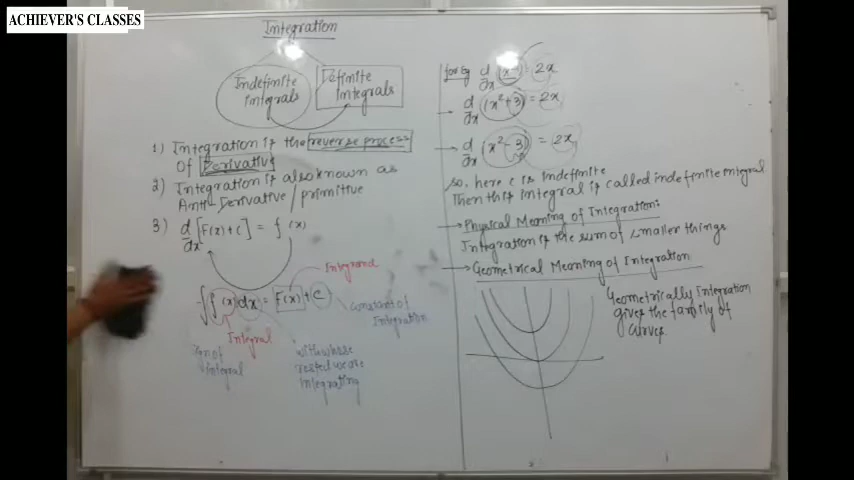 ACHIEVER'S CLASSES
Integration
Indefinite
integrals
Definite
integrals
1) Integration is the reverse process
Of Derivative
2) Integration is also known as
Anti-Derivative / primitive
3) d/dx [F(x)+C] = f(x)
Integrand
∫f(x)dx = F(x) + C
constant of
Integration
Integral
Sign of
integral
with whose
respect we are
integrating
for eg d/dx (x²) = 2x
→ d/dx (x²+3) = 2x
→ d/dx (x²-3) = 2x
so, here c is indefinite
Then this integral is called indefinite integral
→ Physical Meaning of Integration:
Integration is the sum of smaller things
→ Geometrical Meaning of Integration
Geometrically Integration
gives the family of
curves